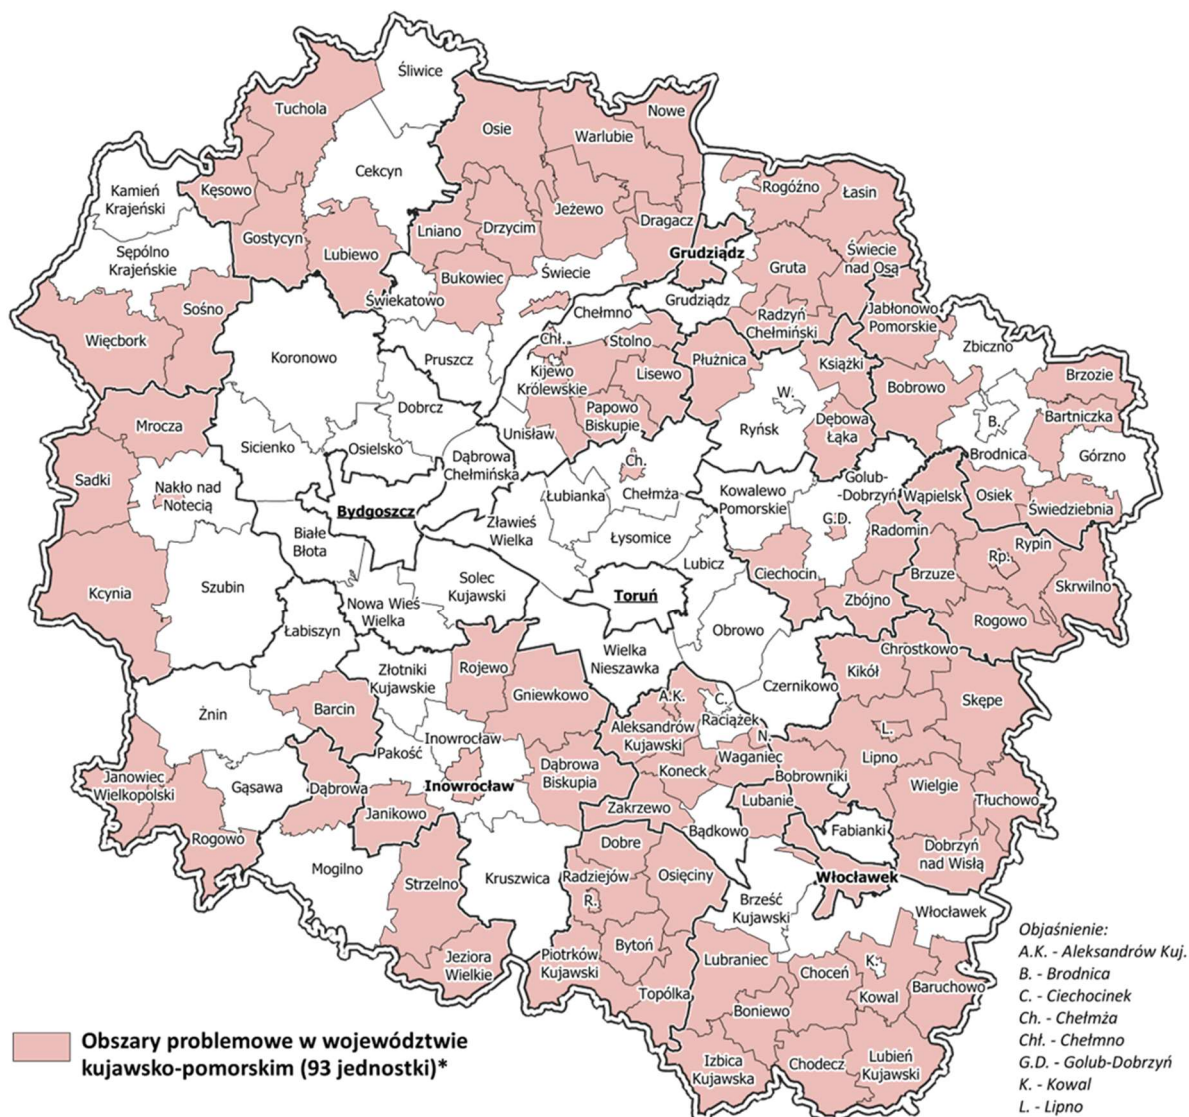 Śliwice
Tuchola
Nowe
Osie
Warlubie
Cekcyn
Kamień
Krajeński
Kęsowo
Rogóźno
Łasin
Jeżewo
Dragacz
Lniano
Drzycim
Gostycyn
Sępólno
Krajeńskie
Lubiewo
Grudziądz
Świecie
nad Osą
Gruta
Bukowiec
Świecie
Świekatowo
Grudziądz
Sośno
Jabłonowo
Pomorskie
Chełmno
Radzyń
Chełmiński
Więcbork
Chł.
Stolno
Zbiczno
Koronowo
Pruszcz
Płużnica
Książki
Kijewo
Królewskie
Lisewo
Brzozie
Bobrowo
W.
Dobrcz
Papowo
Biskupie
Dębowa
Łąka
Bartniczka
B.
Mrocza
Ryńsk
Unisław
Sicienko
Osielsko
Dąbrowa
Chełmińska
Brodnica
Górzno
Ch.
Sadki
Nakło nad
Notecią
Łubianka
Chełmża
Kowalewo
Pomorskie
Golub-
-Dobrzyń
Wąpielsk
Osiek
Świedziebnia
Bydgoszcz
G.D.
Zławieś
Wielka
Łysomice
Radomin
Białe
Błota
Rypin
Rp.
Lubicz
Ciechocin
Brzuze
Skrwilno
Szubin
Solec
Kujawski
Kcynia
Toruń
Zbójno
Nowa Wieś
Wielka
Rogowo
Łabiszyn
Obrowo
Wielka
Nieszawka
Chrostkowo
Złotniki
Kujawskie
Rojewo
Kikół
Czernikowo
Gniewkowo
A.K.
C.
Skępe
Barcin
Żnin
Raciążek
Aleksandrów
Kujawski
L.
N.
Inowrocław
Pakość
Waganiec
Lipno
Dąbrowa
Biskupia
Koneck
Bobrowniki
Janowiec
Wielkopolski
Gąsawa
Dąbrowa
Inowrocław
Wielgie
Tłuchowo
Lubanie
Janikowo
Zakrzewo
Bądkowo
Fabianki
Rogowo
Dobre
Dobrzyń
nad Wisłą
Mogilno
Strzelno
Kruszwica
Radziejów
Osięciny
Włocławek
R.
Brześć
Kujawski
Włocławek
Bytoń
Jeziora
Wielkie
Piotrków
Kujawski
Lubraniec
Choceń
K.
Baruchowo
Topólka
Kowal
Boniewo
Izbica
Kujawska
Chodecz
Lubień
Kujawski
Obszary problemowe w województwie
kujawsko-pomorskim (93 jednostki)*
Objaśnienie:
A.K. - Aleksandrów Kuj.
B. - Brodnica
C. - Ciechocinek
Ch. - Chełmża
Chł. - Chełmno
G.D. - Golub-Dobrzyń
K. - Kowal
L. - Lipno